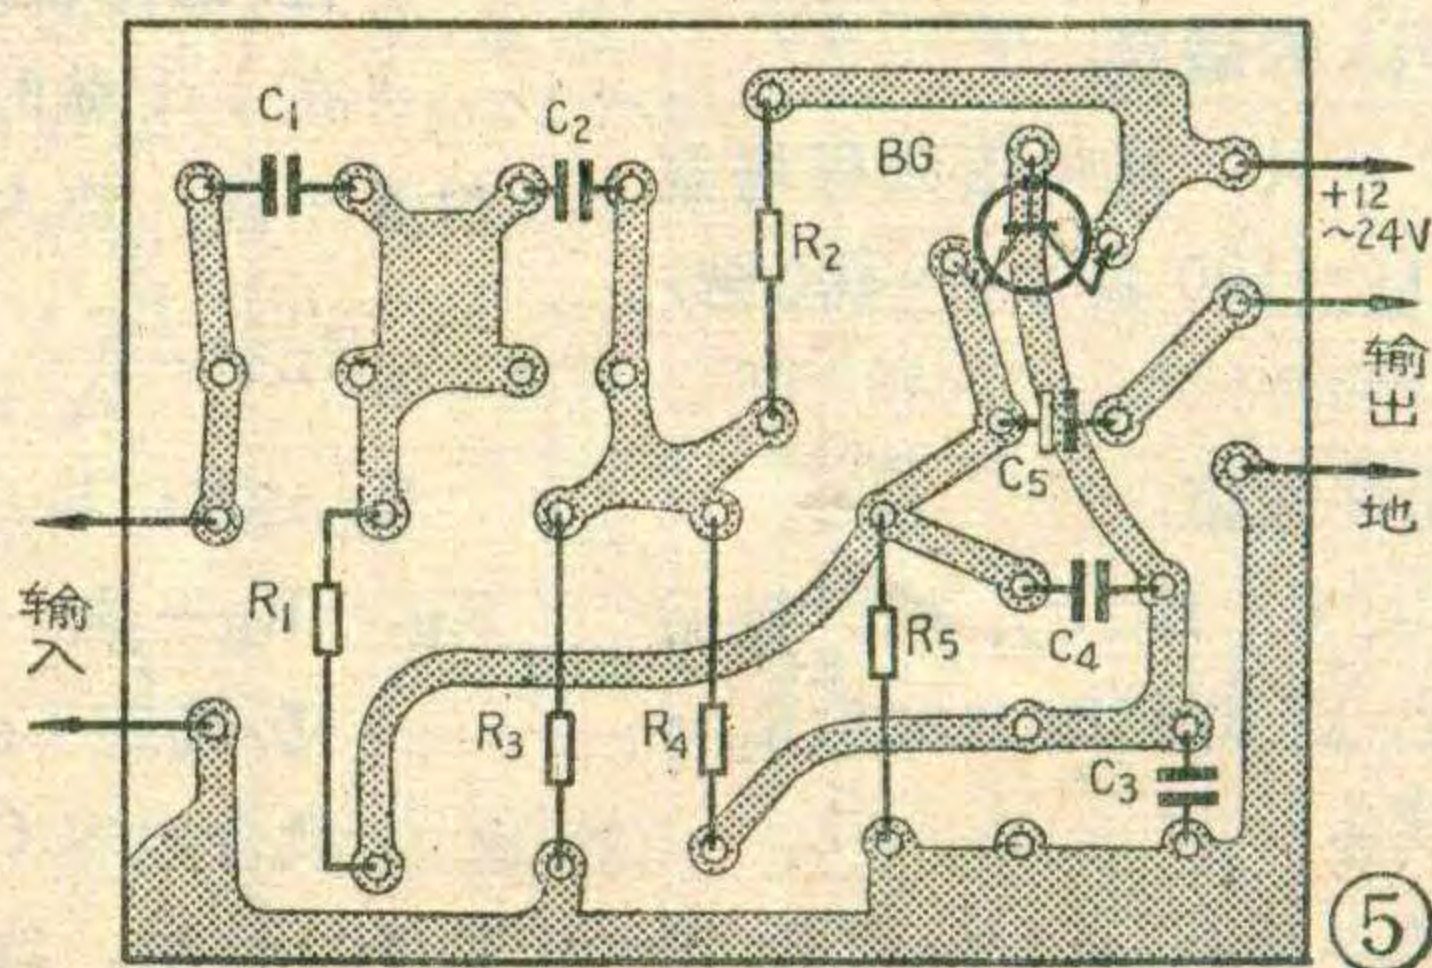 C₁
C₂
BG
+12
~24V
R₂
输出
C₅
地
输入
R₁
R₅
C₄
R₃
R₄
C₃
⑤